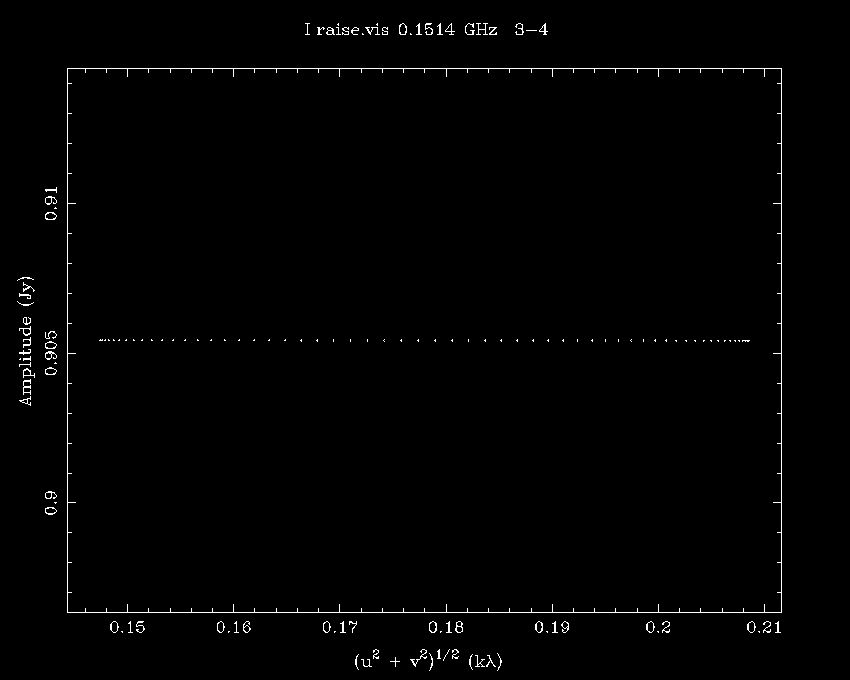 I raise.vis 0.1514 GHz 3−4
0.91
0.905
0.9
Amplitude (Jy)
0.15 0.16 0.17 0.18 0.19 0.2 0.21
(u² + v²)¹/² (kλ)